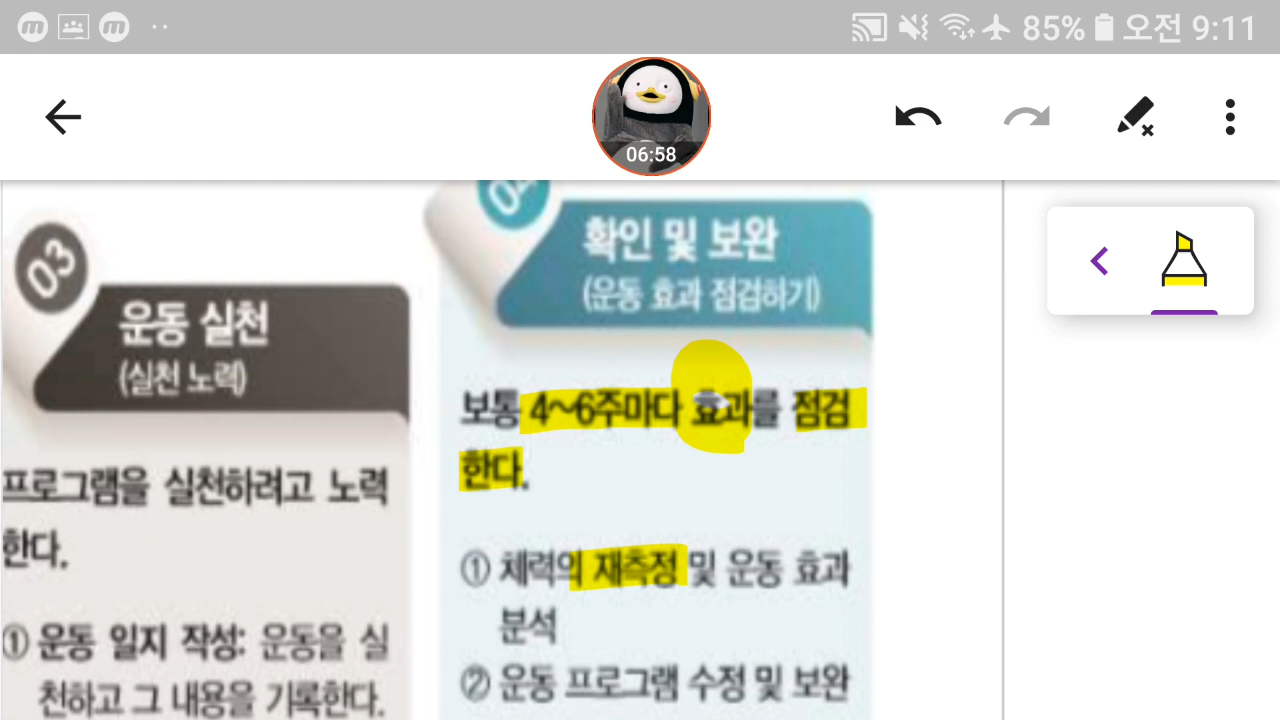 85% 오전 9:11
06:58
03
운동 실천
(실천 노력)
프로그램을 실천하려고 노력
한다.
① 운동 일지 작성: 운동을 실
천하고 그 내용을 기록한다.
04
확인 및 보완
(운동 효과 점검하기)
보통 4~6주마다 효과를 점검
한다.
① 체력의 재측정 및 운동 효과
분석
② 운동 프로그램 수정 및 보완